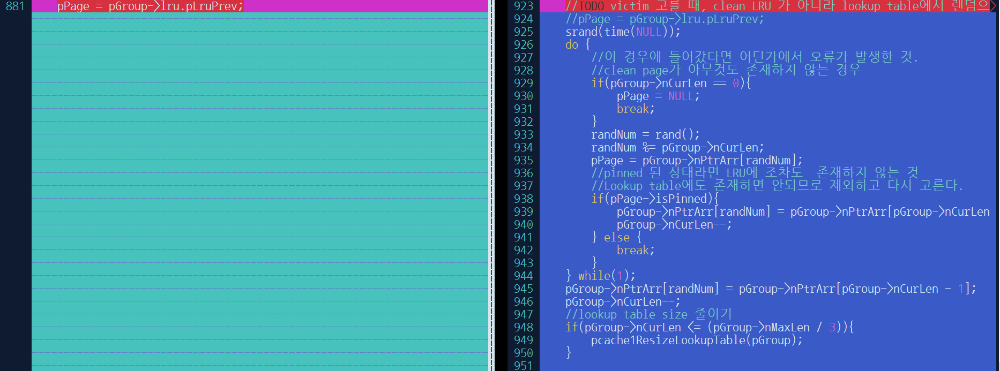 881 pPage = pGroup->lru.pLruPrev;
923 //TODO victim 고를 때, clean LRU 가 아니라 lookup table에서 랜덤으
924 //pPage = pGroup->lru.pLruPrev;
925 srand(time(NULL));
926 do {
927 //이 경우에 들어갔다면 어딘가에서 오류가 발생한 것.
928 //clean page가 아무것도 존재하지 않는 경우
929 if(pGroup->nCurLen == 0){
930 pPage = NULL;
931 break;
932 }
933 randNum = rand();
934 randNum %= pGroup->nCurLen;
935 pPage = pGroup->nPtrArr[randNum];
936 //pinned 된 상태라면 LRU에 조차도  존재하지 않는 것
937 //Lookup table에도 존재하면 안되므로 제외하고 다시 고른다.
938 if(pPage->isPinned){
939 pGroup->nPtrArr[randNum] = pGroup->nPtrArr[pGroup->nCurLen
940 pGroup->nCurLen--;
941 } else {
942 break;
943 }
944 } while(1);
945 pGroup->nPtrArr[randNum] = pGroup->nPtrArr[pGroup->nCurLen - 1];
946 pGroup->nCurLen--;
947 //lookup table size 줄이기
948 if(pGroup->nCurLen <= (pGroup->nMaxLen / 3)){
949 pcache1ResizeLookupTable(pGroup);
950 }
951